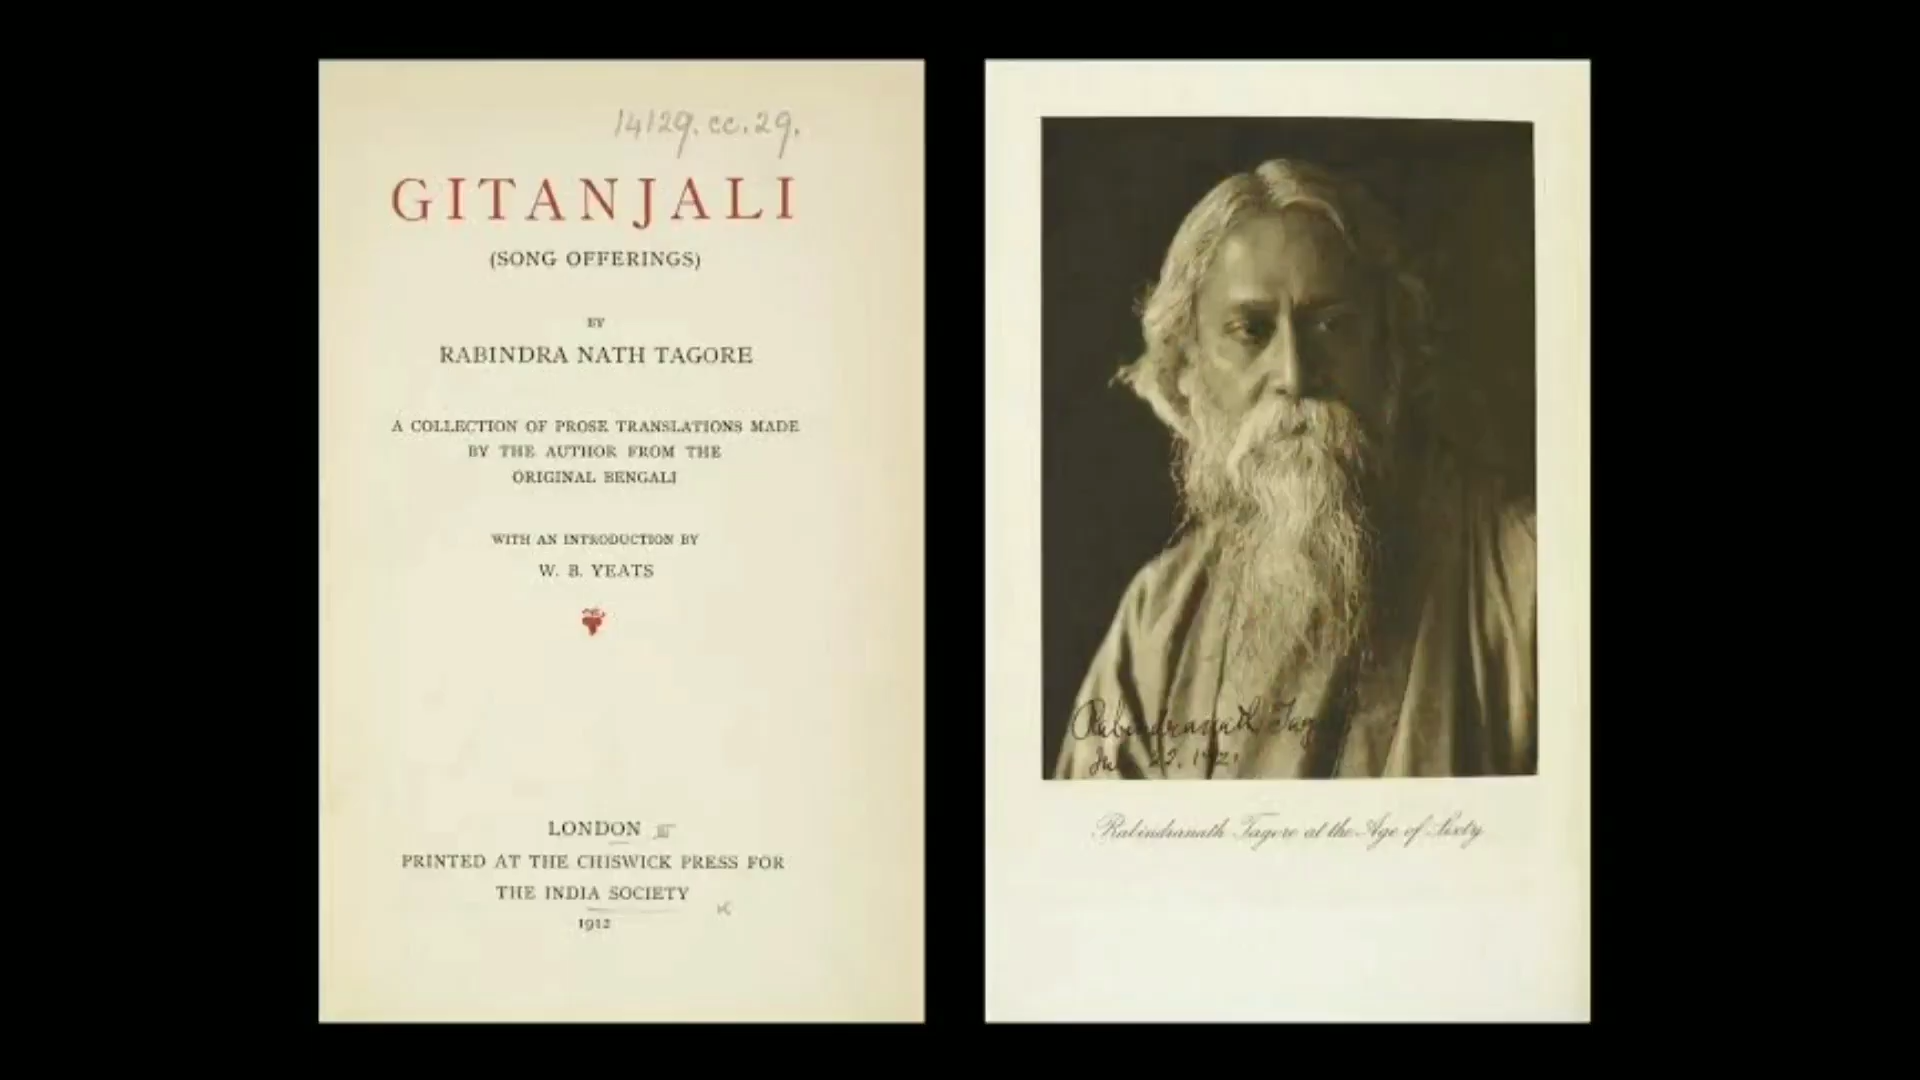 14129.cc.29.
GITANJALI
(SONG OFFERINGS)
BY
RABINDRA NATH TAGORE
A COLLECTION OF PROSE TRANSLATIONS MADE
BY THE AUTHOR FROM THE
ORIGINAL BENGALI
WITH AN INTRODUCTION BY
W. B. YEATS
LONDON
PRINTED AT THE CHISWICK PRESS FOR
THE INDIA SOCIETY
1912
Rabindranath
Rabindranath Tagore at the Age of Sixty